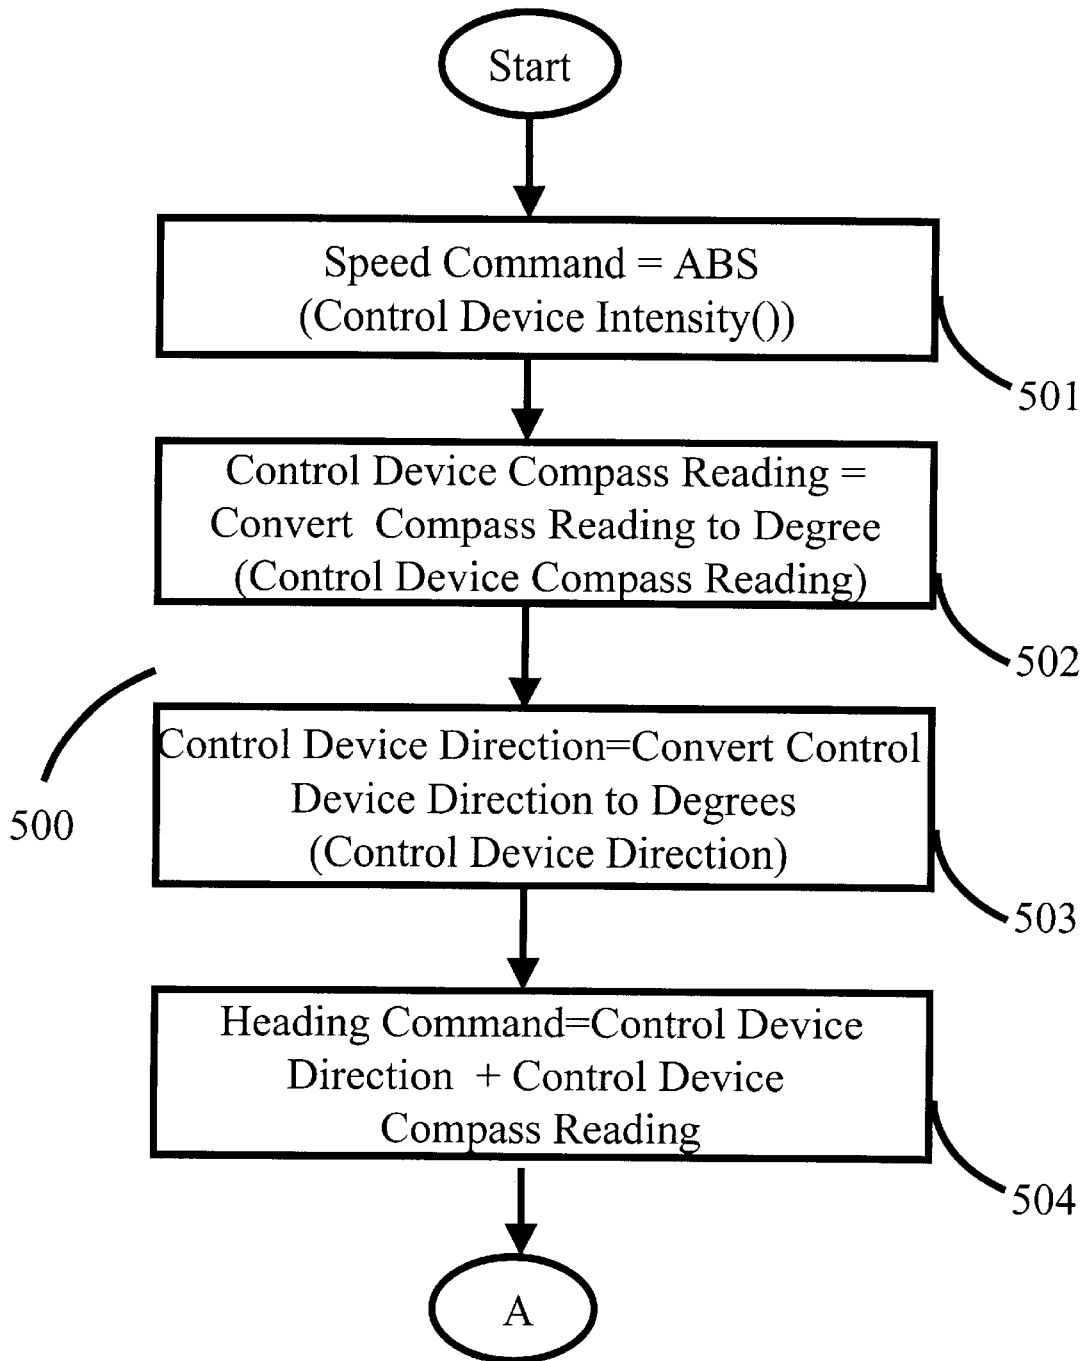 Start
Speed Command = ABS
(Control Device Intensity())
501
Control Device Compass Reading =
Convert Compass Reading to Degree
(Control Device Compass Reading)
502
500
Control Device Direction=Convert Control
Device Direction to Degrees
(Control Device Direction)
503
Heading Command=Control Device
Direction + Control Device
Compass Reading
504
A